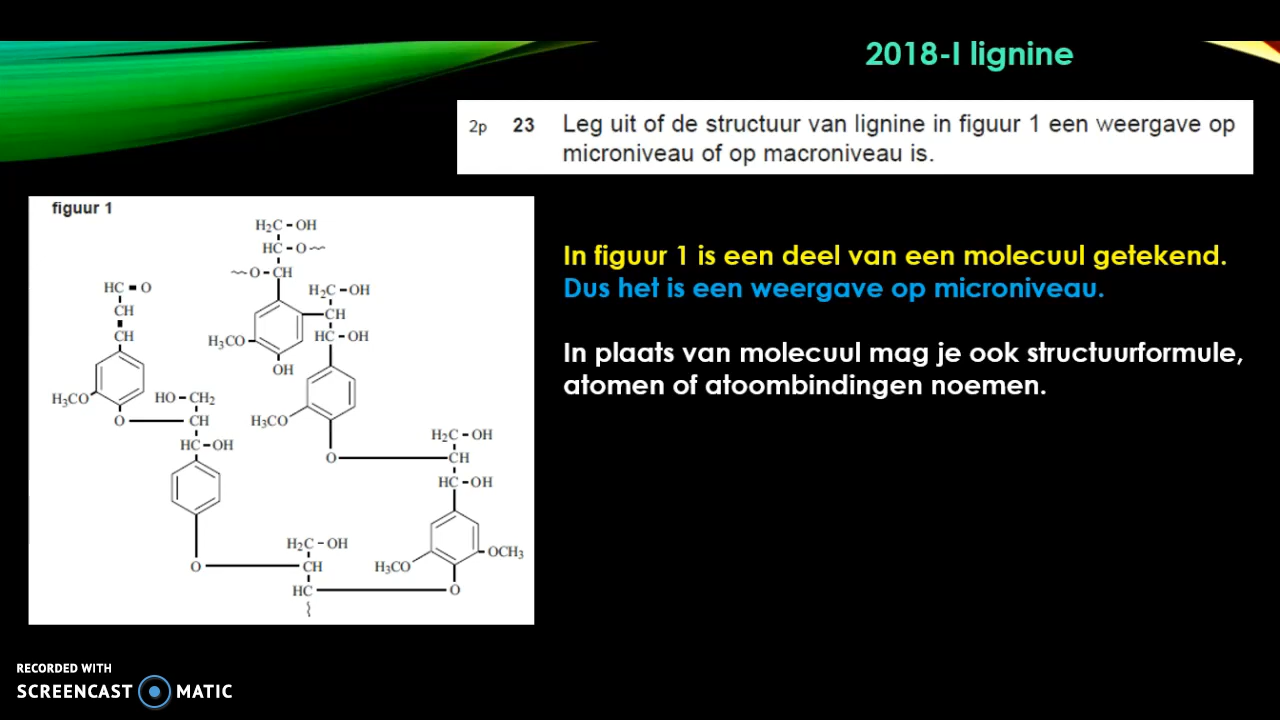 2018-I lignine
2p 23 Leg uit of de structuur van lignine in figuur 1 een weergave op
microniveau of op macroniveau is.
figuur 1
H₂C-OH
HC-O
O-CH
HC=O
H₂C-OH
CH
CH
CH
HC-OH
H₃CO
OH
H₃CO
HO-CH₂
O
CH
H₃CO
HC-OH
H₂C-OH
O
CH
HC-OH
H₂C-OH
OCH₃
O
CH
H₃CO
HC
O
In figuur 1 is een deel van een molecuul getekend.
Dus het is een weergave op microniveau.
In plaats van molecuul mag je ook structuurformule,
atomen of atoombindingen noemen.
RECORDED WITH
SCREENCAST MATIC